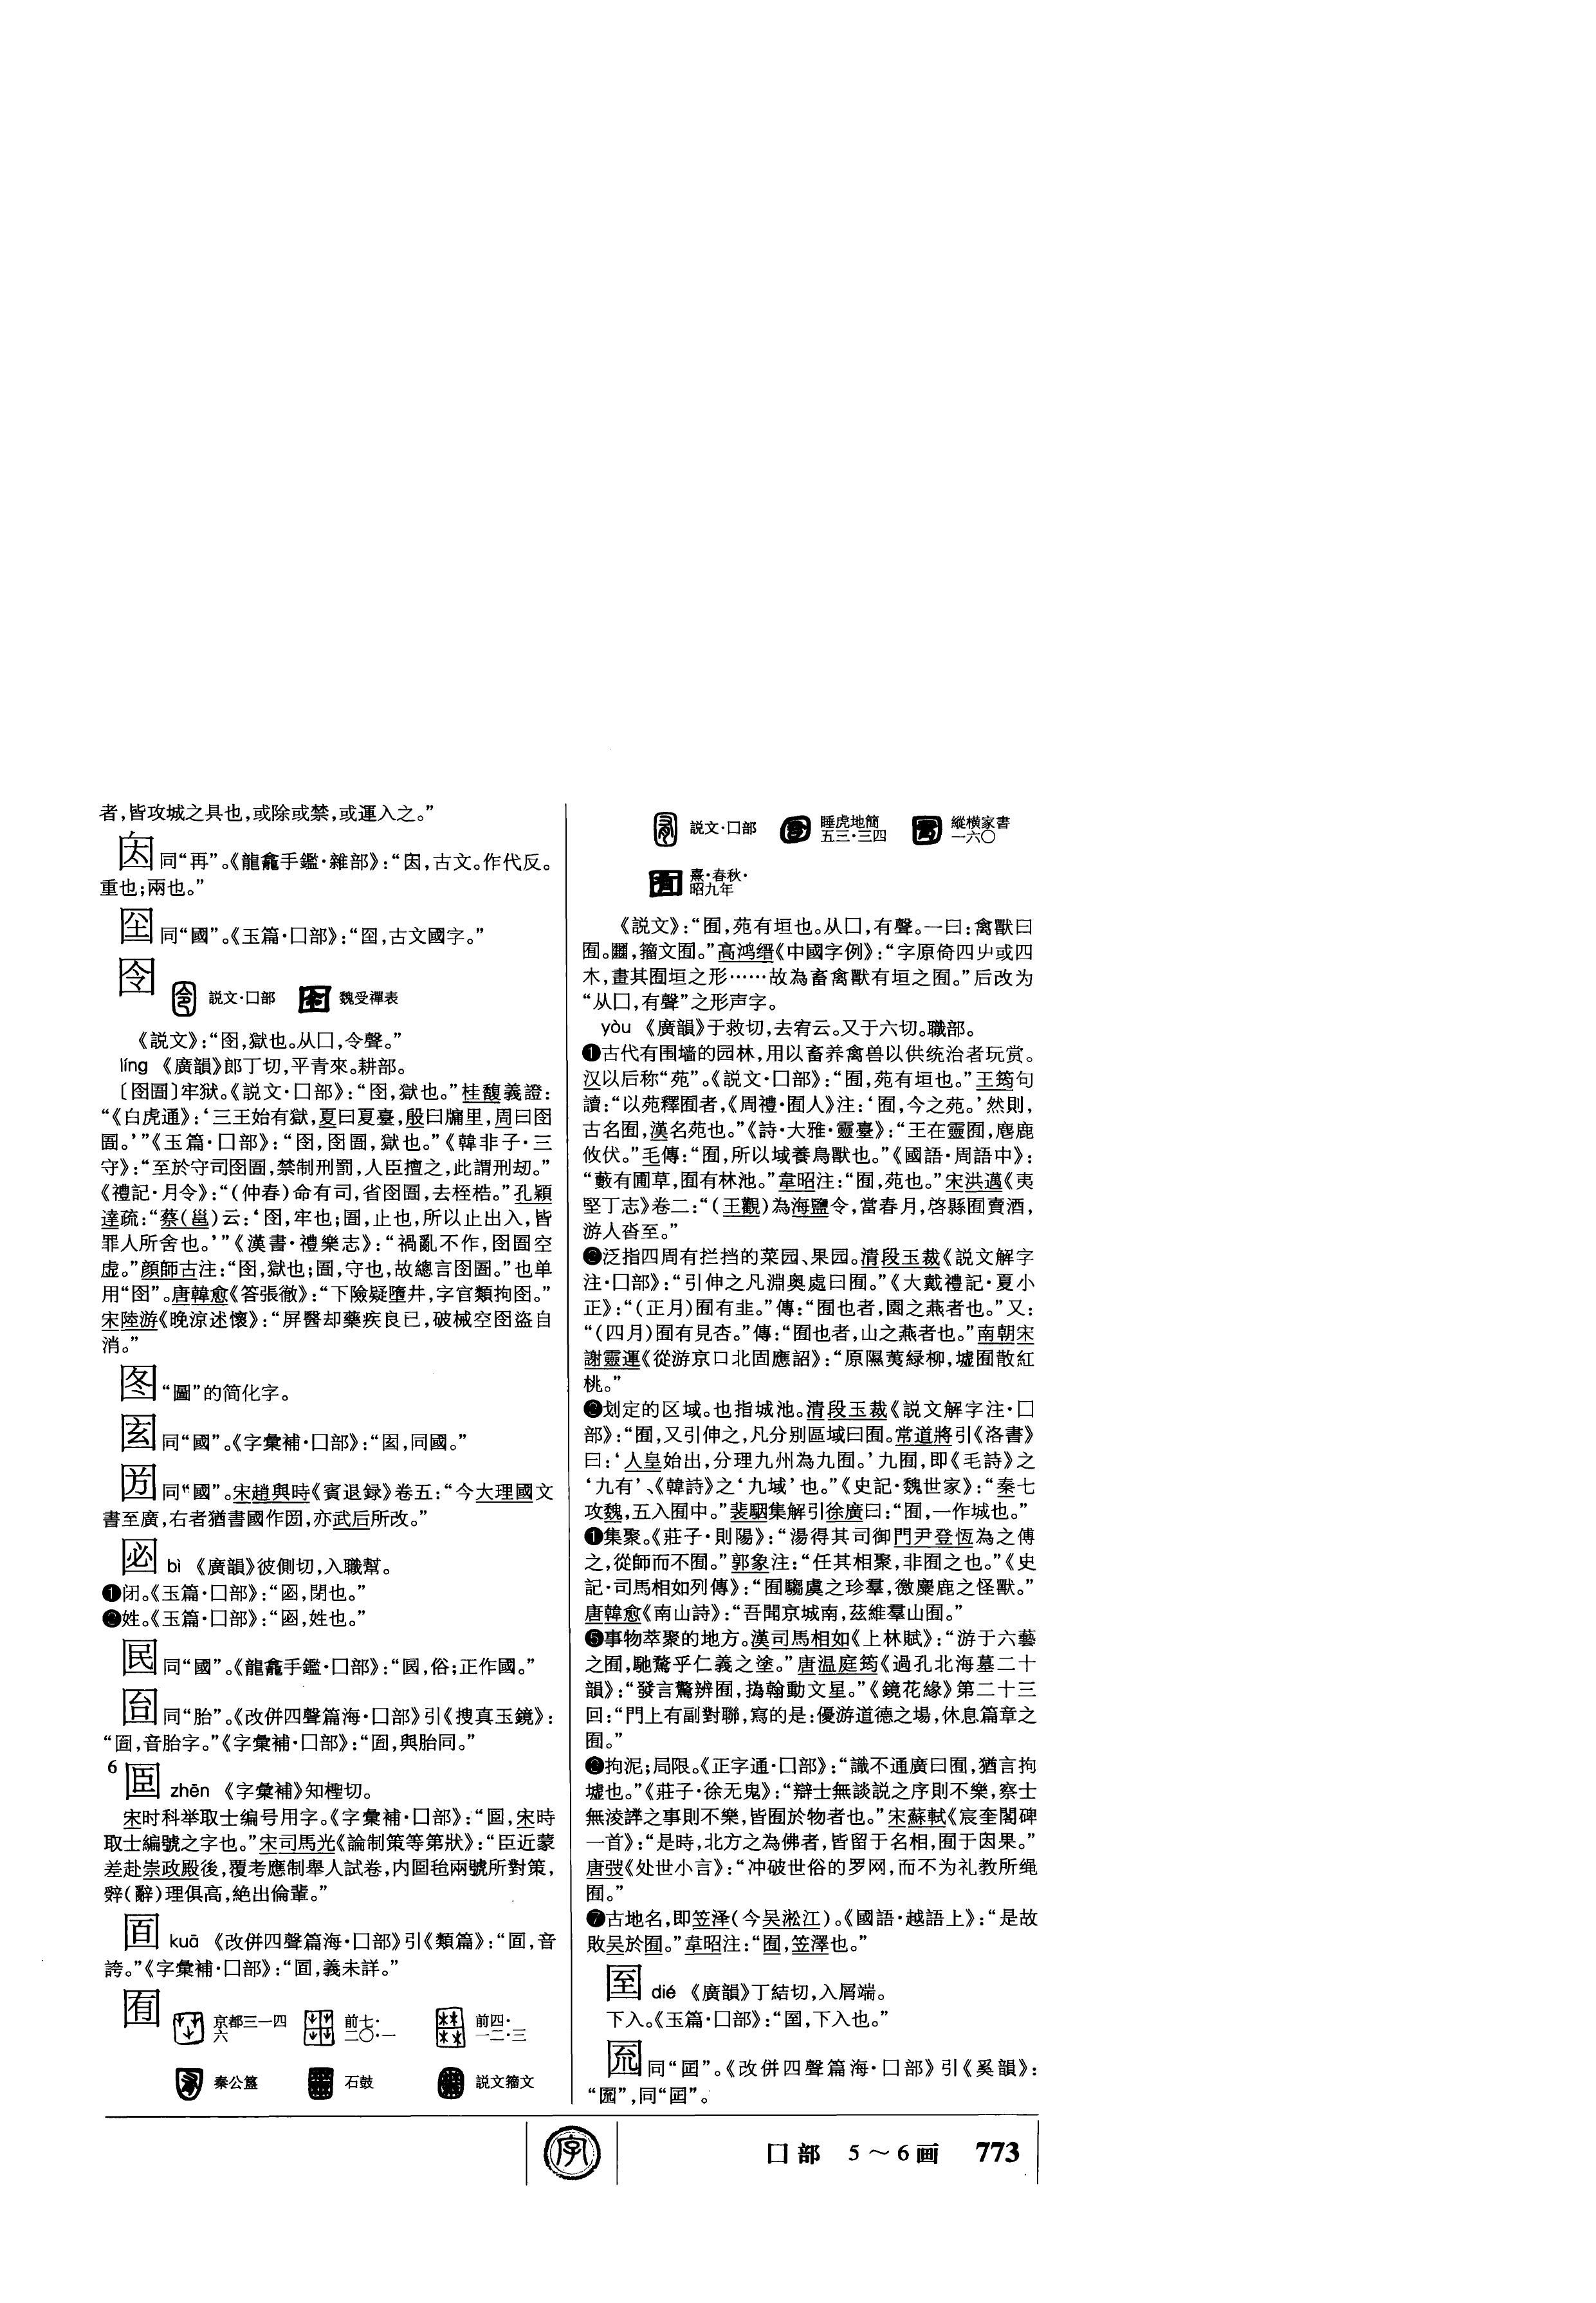 者,皆攻城之具也,或除或禁,或運入之。”
同“再”。《龍龕手鑑·雜部》:“ ,古文。作代反。
重也;兩也。”
同“國”。《玉篇·囗部》:“ ,古文國字。”
囹
説文·囗部 魏受禪表
《説文》:“囹,獄也。从囗,令聲。”
líng 《廣韻》郎丁切,平青來。耕部。
〔囹圄〕牢狱。《説文·囗部》:“囹,獄也。”桂馥義證:
“《白虎通》:‘三王始有獄,夏曰夏臺,殷曰牖里,周曰囹
圄。’”《玉篇·囗部》:“囹,囹圄,獄也。”《韓非子·三
守》:“至於守司囹圄,禁制刑罰,人臣擅之,此謂刑劫。”
《禮記·月令》:“(仲春)命有司,省囹圄,去桎梏。”孔穎
達疏:“蔡(邕)云:‘囹,牢也;圄,止也,所以止出入,皆
罪人所舍也。’”《漢書·禮樂志》:“禍亂不作,囹圄空
虚。”顔師古注:“囹,獄也;圄,守也,故總言囹圄。”也单
用“囹”。唐韓愈《答張徹》:“下險疑墮井,守官類拘囹。”
宋陸游《晚涼述懷》:“屏醫却藥疾良已,破械空囹盜自
消。”
图 “圖”的简化字。
同“國”。《字彙補·囗部》:“ ,同國。”
同“國”。宋趙與時《賓退録》卷五:“今大理國文
書至廣,右者猶書國作 ,亦武后所改。”
bì 《廣韻》彼側切,入職幫。
❶闭。《玉篇·囗部》:“ ,閉也。”
❷姓。《玉篇·囗部》:“ ,姓也。”
囻 同“國”。《龍龕手鑑·囗部》:“囻,俗;正作國。”
同“胎”。《改併四聲篇海·囗部》引《搜真玉鏡》:
“ ,音胎字。”《字彙補·囗部》:“ ,與胎同。”
6 zhēn 《字彙補》知檉切。
宋时科举取士编号用字。《字彙補·囗部》:“ ,宋時
取士編號之字也。”宋司馬光《論制策等第狀》:“臣近蒙
差赴崇政殿後,覆考應制舉人試卷,内 兩號所對策,
辤(辭)理俱高,絶出倫輩。”
kuā 《改併四聲篇海·囗部》引《類篇》:“ ,音
誇。”《字彙補·囗部》:“ ,義未詳。”
囿
京都三一四六 前七·二〇·一 前四·一二·三
秦公簋 石鼓 説文籀文
説文·囗部 睡虎地簡五三·三四 縱横家書一六〇
熹·春秋·昭九年
《説文》:“囿,苑有垣也。从囗,有聲。一曰:禽獸曰
囿。 ,籀文囿。”高鸿缙《中國字例》:“字原倚四屮或四
木,畫其囿垣之形……故為畜禽獸有垣之囿。”后改为
“从囗,有聲”之形声字。
yòu 《廣韻》于救切,去宥云。又于六切。職部。
❶古代有围墙的园林,用以畜养禽兽以供统治者玩赏。
汉以后称“苑”。《説文·囗部》:“囿,苑有垣也。”王筠句
讀:“以苑釋囿者,《周禮·囿人》注:‘囿,今之苑。’然則,
古名囿,漢名苑也。”《詩·大雅·靈臺》:“王在靈囿,麀鹿
攸伏。”毛傳:“囿,所以域養鳥獸也。”《國語·周語中》:
“藪有圃草,囿有林池。”韋昭注:“囿,苑也。”宋洪邁《夷
堅丁志》卷二:“(王觀)為海鹽令,當春月,啓縣囿賣酒,
游人沓至。”
❷泛指四周有拦挡的菜园、果园。清段玉裁《説文解字
注·囗部》:“引伸之凡淵奥處曰囿。”《大戴禮記·夏小
正》:“(正月)囿有韭。”傳:“囿也者,園之燕者也。”又:
“(四月)囿有見杏。”傳:“囿也者,山之燕者也。”南朝宋
謝靈運《從游京口北固應詔》:“原隰荑緑柳,墟囿散紅
桃。”
❷划定的区域。也指城池。清段玉裁《説文解字注·囗
部》:“囿,又引伸之,凡分别區域曰囿。常道將引《洛書》
曰:‘人皇始出,分理九州為九囿。’九囿,即《毛詩》之
‘九有’、《韓詩》之‘九域’也。”《史記·魏世家》:“秦七
攻魏,五入囿中。”裴駰集解引徐廣曰:“囿,一作城也。”
❶集聚。《莊子·則陽》:“湯得其司御門尹登恆為之傅
之,從師而不囿。”郭象注:“任其相聚,非囿之也。”《史
記·司馬相如列傳》:“囿騶虞之珍羣,徼麋鹿之怪獸。”
唐韓愈《南山詩》:“吾聞京城南,茲維羣山囿。”
❺事物萃聚的地方。漢司馬相如《上林賦》:“游于六藝
之囿,馳騖乎仁義之塗。”唐温庭筠《過孔北海墓二十
韻》:“發言驚辨囿,撝翰動文星。”《鏡花緣》第二十三
回:“門上有副對聯,寫的是:優游道德之場,休息篇章之
囿。”
❷拘泥;局限。《正字通·囗部》:“識不通廣曰囿,猶言拘
墟也。”《莊子·徐无鬼》:“辯士無談説之序則不樂,察士
無淩誶之事則不樂,皆囿於物者也。”宋蘇軾《宸奎閣碑
一首》:“是時,北方之為佛者,皆留于名相,囿于因果。”
唐弢《处世小言》:“冲破世俗的罗网,而不为礼教所绳
囿。”
❼古地名,即笠泽(今吴淞江)。《國語·越語上》:“是故
敗吴於囿。”韋昭注:“囿,笠澤也。”
dié 《廣韻》丁結切,入屑端。
下入。《玉篇·囗部》:“ ,下入也。”
同“ ”。《改併四聲篇海·囗部》引《奚韻》:
“ ”,同“ ”。
字
囗部 5～6画 773